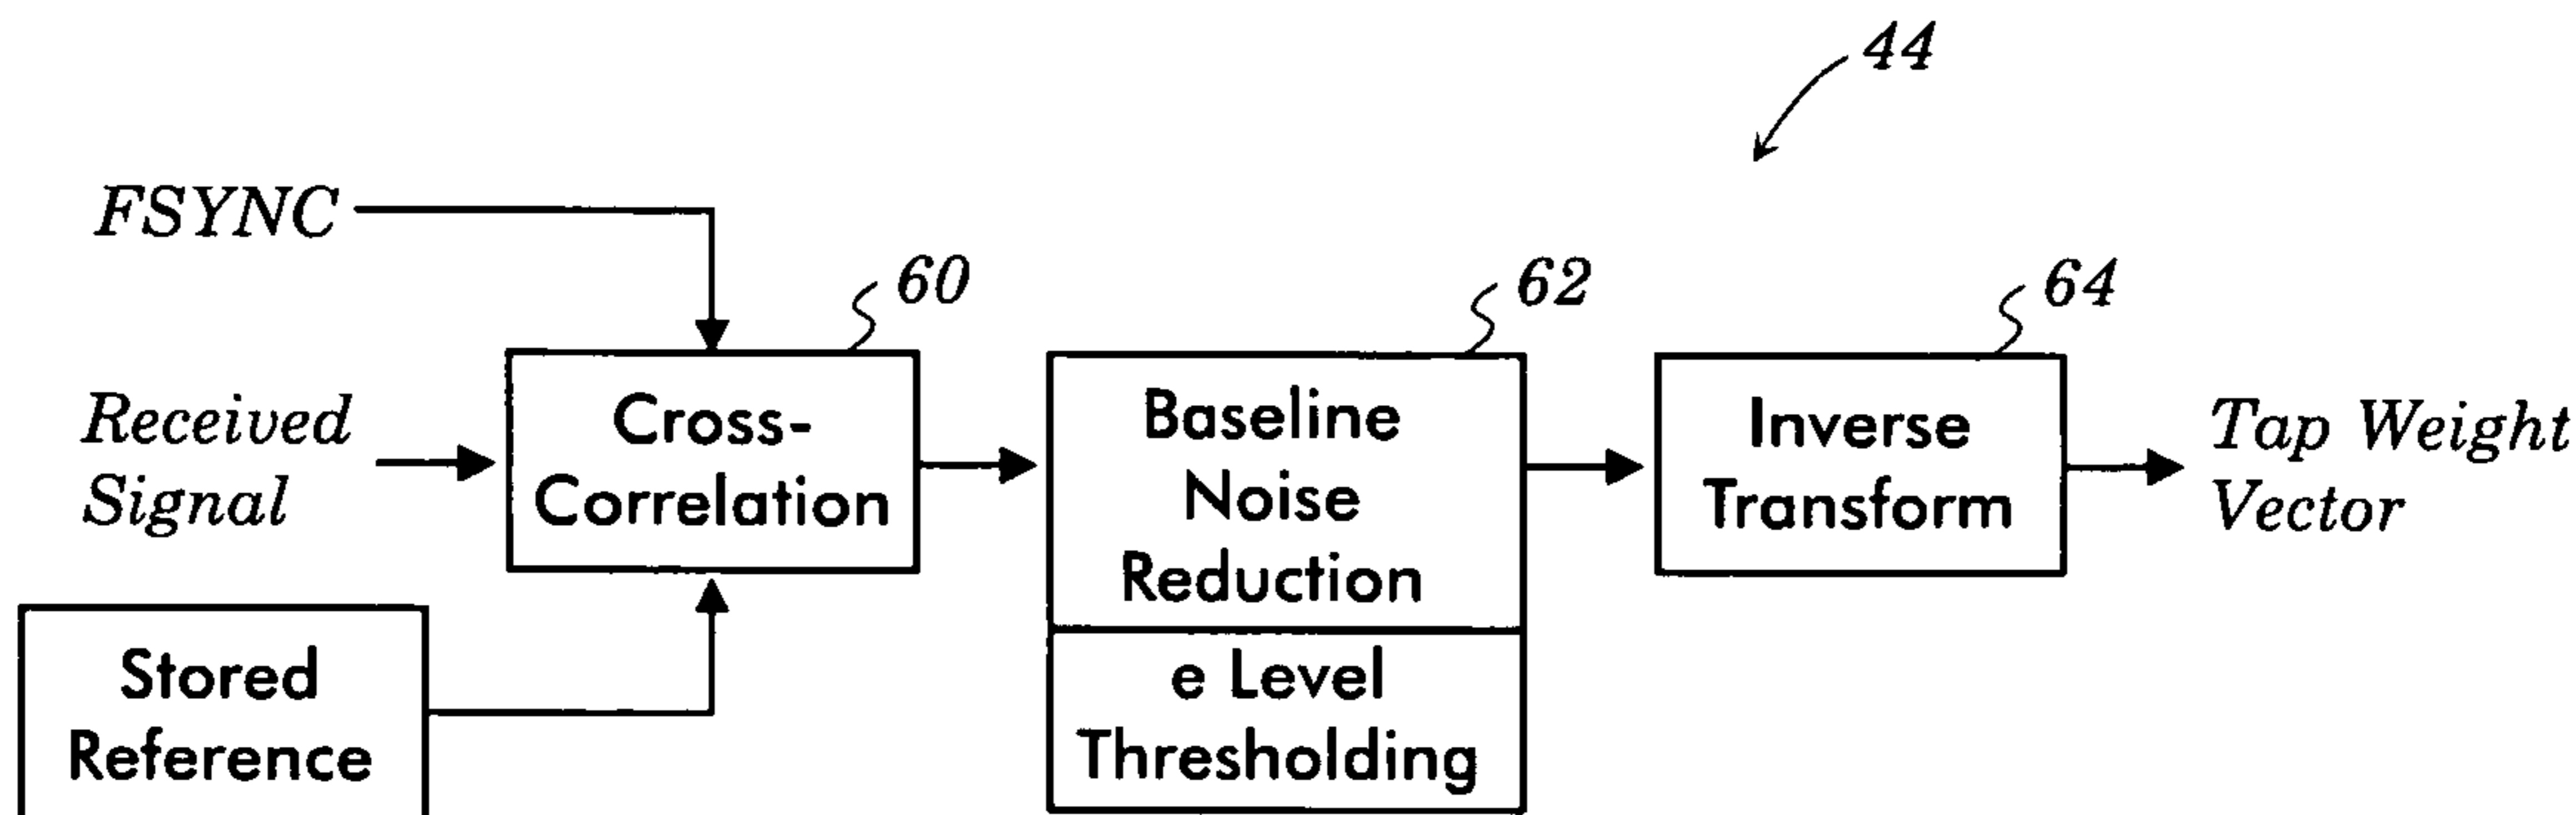 44
FSYNC
60
62
64
Received
Signal
Cross-
Correlation
Baseline
Noise
Reduction
e Level
Thresholding
Inverse
Transform
Tap Weight
Vector
Stored
Reference